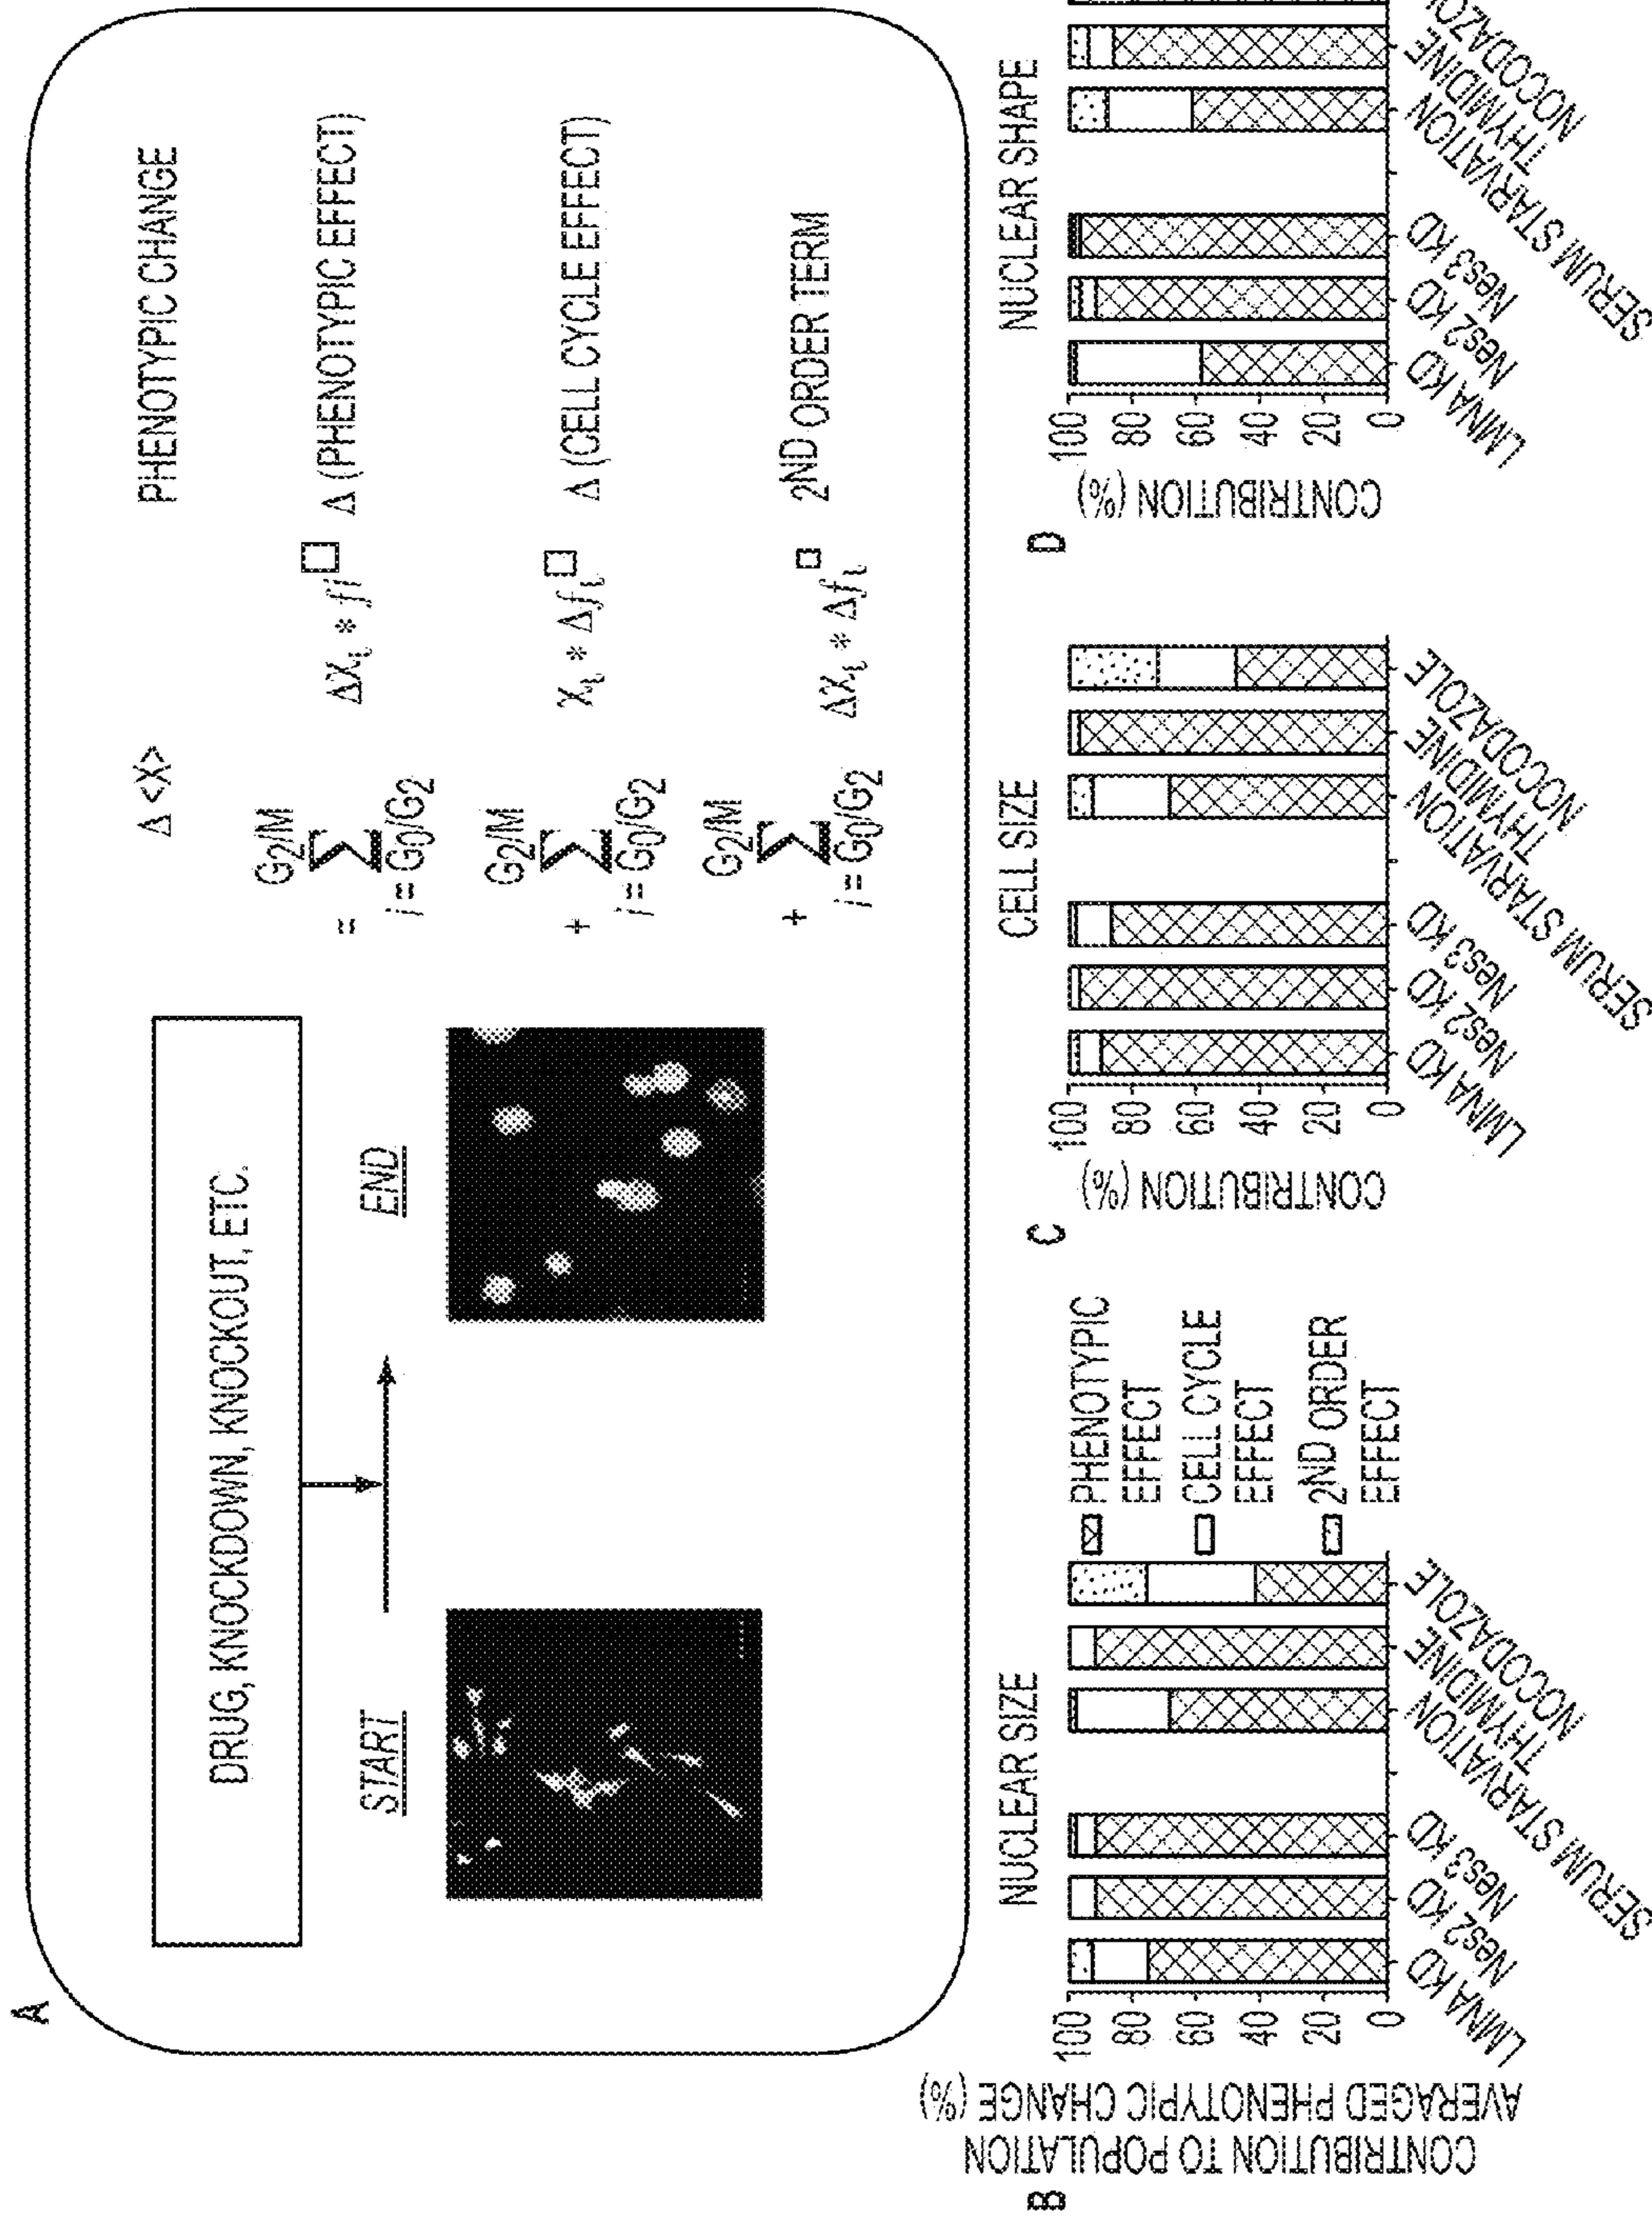 A
DRUG, KNOCKDOWN, KNOCKOUT, ETC.
START
END
Δ <X>
PHENOTYPIC CHANGE
=
G2/M
∑
i = G0/G2
ΔXi * fi
Δ (PHENOTYPIC EFFECT)
+
G2/M
∑
i = G0/G2
Xi * Δfi
Δ (CELL CYCLE EFFECT)
+
G2/M
∑
i = G0/G2
ΔXi * Δfi
2ND ORDER TERM
B
CONTRIBUTION TO POPULATION
AVERAGED PHENOTYPIC CHANGE (%)
NUCLEAR SIZE
100
80
60
40
20
0
LMNA KD
Nes2 KD
Nes3 KD
SERUM STARVATION
THYMIDINE
NOCODAZOLE
PHENOTYPIC
EFFECT
CELL CYCLE
EFFECT
2ND ORDER
EFFECT
C
CONTRIBUTION (%)
CELL SIZE
100
80
60
40
20
0
LMNA KD
Nes2 KD
Nes3 KD
SERUM STARVATION
THYMIDINE
NOCODAZOLE
D
CONTRIBUTION (%)
NUCLEAR SHAPE
100
80
60
40
20
0
LMNA KD
Nes2 KD
Nes3 KD
SERUM STARVATION
THYMIDINE
NOCODAZOL